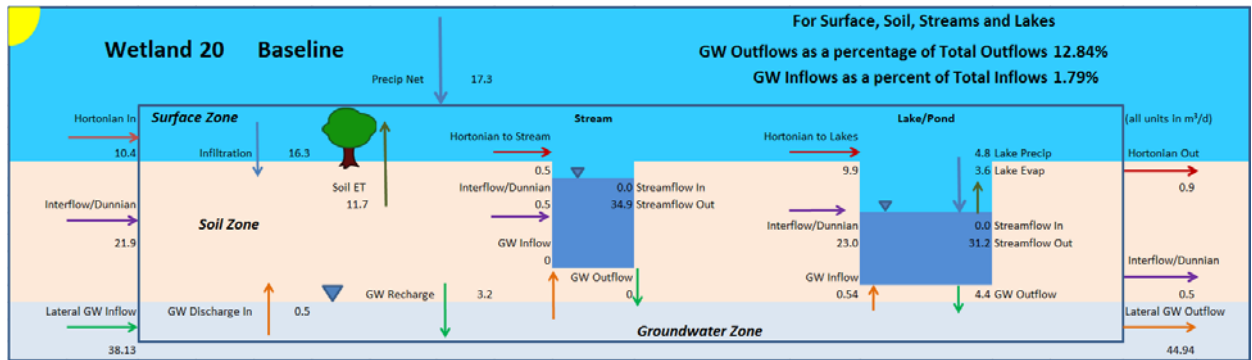 For Surface, Soil, Streams and Lakes
Wetland 20 Baseline
GW Outflows as a percentage of Total Outflows 12.84%
GW Inflows as a percent of Total Inflows 1.79%
Precip Net 17.3
Hortonian In
Surface Zone
Stream
Lake/Pond
(all units in m³/d)
Hortonian to Stream
Hortonian to Lakes
10.4
Infiltration 16.3
4.8 Lake Precip
Hortonian Out
0.5
9.9
3.6 Lake Evap
Soil ET
Interflow/Dunnian
0.0 Streamflow In
0.9
Interflow/Dunnian
11.7
0.5
34.9 Streamflow Out
Soil Zone
Interflow/Dunnian
0.0 Streamflow In
21.9
GW Inflow
23.0
31.2 Streamflow Out
0
Interflow/Dunnian
GW Outflow
GW Inflow
GW Recharge 3.2
0
0.54
4.4 GW Outflow
0.5
Lateral GW Inflow
GW Discharge In 0.5
Lateral GW Outflow
Groundwater Zone
38.13
44.94